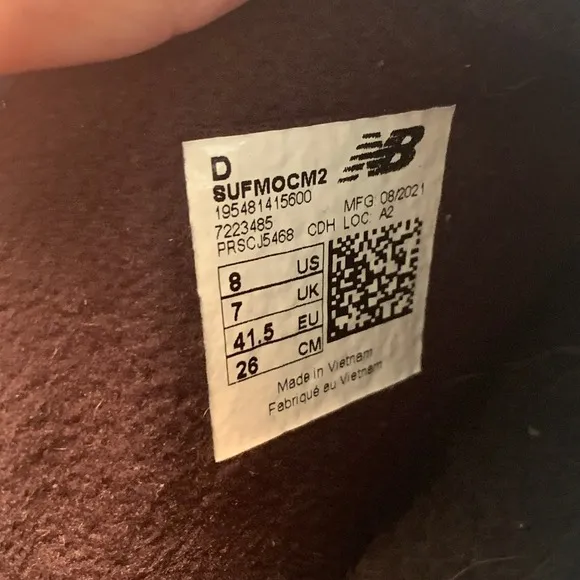 D
NB
SUFMOCM2
195481415600
MFG: 08/2021
7223485
CDH LOC: A2
PRSCJ5468
8 US
7 UK
41.5 EU
26 CM
Made in Vietnam
Fabriqué au Vietnam